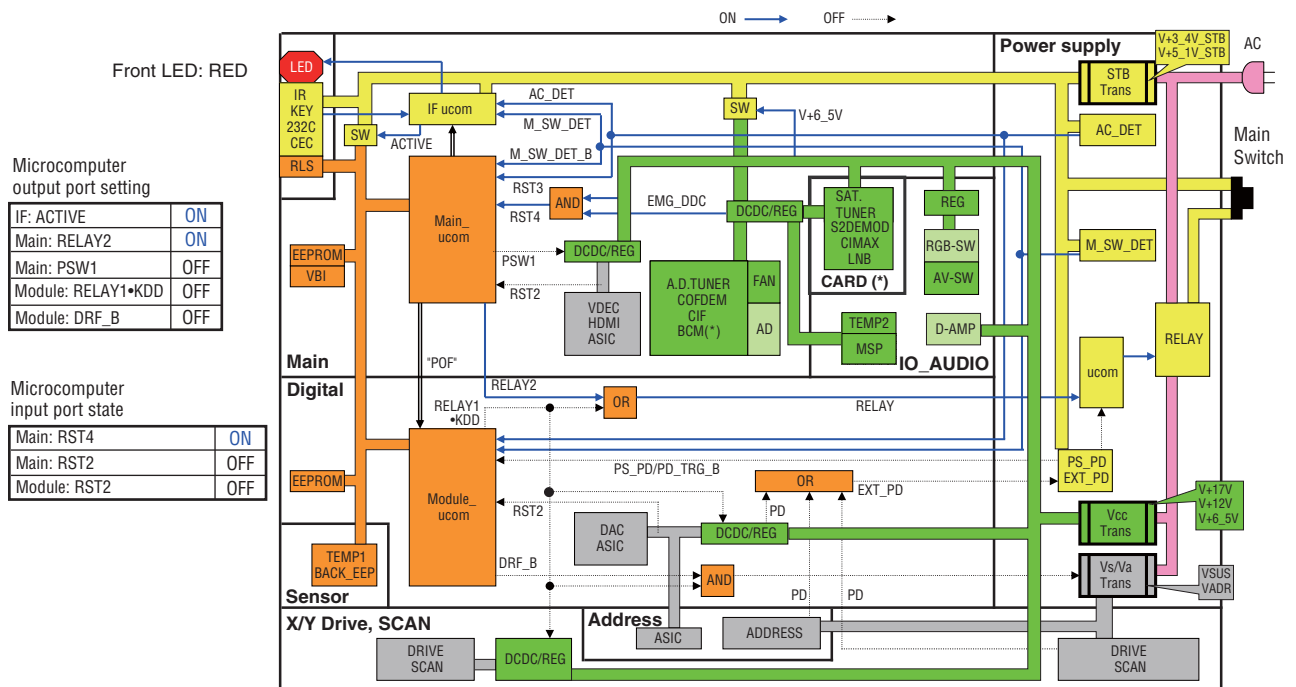 ON
OFF
Front LED: RED
Microcomputer
output port setting
IF: ACTIVE ON
Main: RELAY2 ON
Main: PSW1 OFF
Module: RELAY1•KDD OFF
Module: DRF_B OFF
Microcomputer
input port state
Main: RST4 ON
Main: RST2 OFF
Module: RST2 OFF
LED
IR
KEY
232C
CEC
RLS
SW
ACTIVE
IF ucom
AC_DET
M_SW_DET
M_SW_DET_B
RST3
RST4
AND
EMG_DDC
Main_
ucom
PSW1
RST2
DCDC/REG
VDEC
HDMI
ASIC
EEPROM
VBI
Main
SW
V+6_5V
DCDC/REG
A.D.TUNER
COFDEM
CIF
BCM(*)
FAN
AD
SAT.
TUNER
S2DEMOD
CIMAX
LNB
CARD (*)
REG
RGB-SW
AV-SW
TEMP2
MSP
D-AMP
IO_AUDIO
Power supply
V+3_4V_STB
V+5_1V_STB
AC
STB
Trans
AC_DET
Main
Switch
M_SW_DET
RELAY
ucom
PS_PD
EXT_PD
V+17V
V+12V
V+6_5V
Vcc
Trans
Vs/Va
Trans
VSUS
VADR
Digital
"POF"
RELAY2
RELAY1
•KDD
OR
RELAY
PS_PD/PD_TRG_B
Module_
ucom
RST2
DRF_B
EEPROM
TEMP1
BACK_EEP
Sensor
DAC
ASIC
DCDC/REG
OR
EXT_PD
PD
AND
PD
PD
X/Y Drive, SCAN
DRIVE
SCAN
DCDC/REG
Address
ASIC
ADDRESS
DRIVE
SCAN